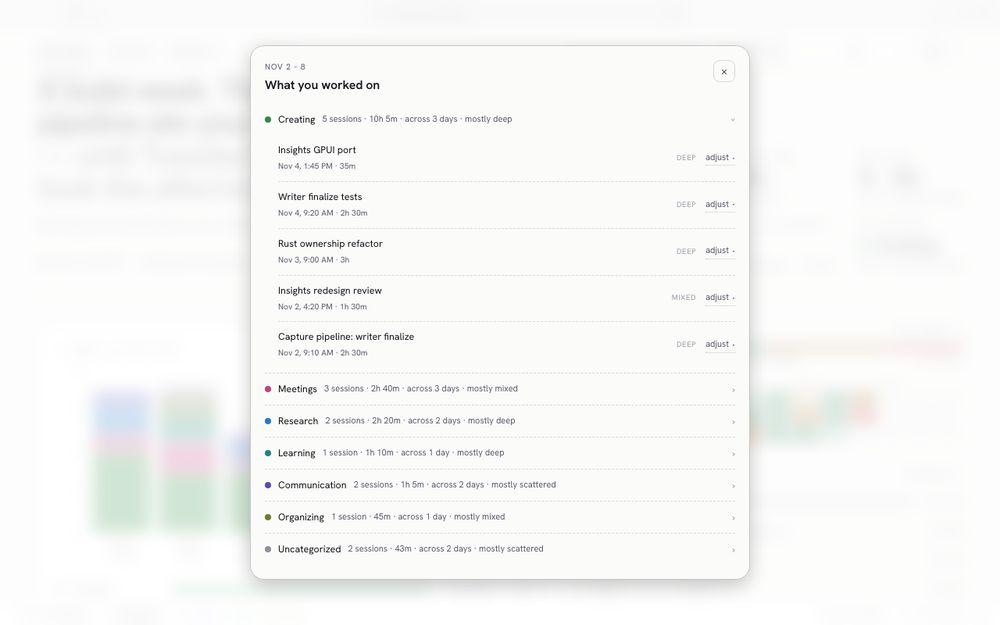 NOV 2 – 8
What you worked on
×
Creating 5 sessions · 10h 5m · across 3 days · mostly deep
Insights GPUI port
DEEP adjust
Nov 4, 1:45 PM · 35m
Writer finalize tests
DEEP adjust
Nov 4, 9:20 AM · 2h 30m
Rust ownership refactor
DEEP adjust
Nov 3, 9:00 AM · 3h
Insights redesign review
MIXED adjust
Nov 2, 4:20 PM · 1h 30m
Capture pipeline: writer finalize
DEEP adjust
Nov 2, 9:10 AM · 2h 30m
Meetings 3 sessions · 2h 40m · across 3 days · mostly mixed ›
Research 2 sessions · 2h 20m · across 2 days · mostly deep ›
Learning 1 session · 1h 10m · across 1 day · mostly deep ›
Communication 2 sessions · 1h 5m · across 2 days · mostly scattered ›
Organizing 1 session · 45m · across 1 day · mostly mixed ›
Uncategorized 2 sessions · 43m · across 2 days · mostly scattered ›